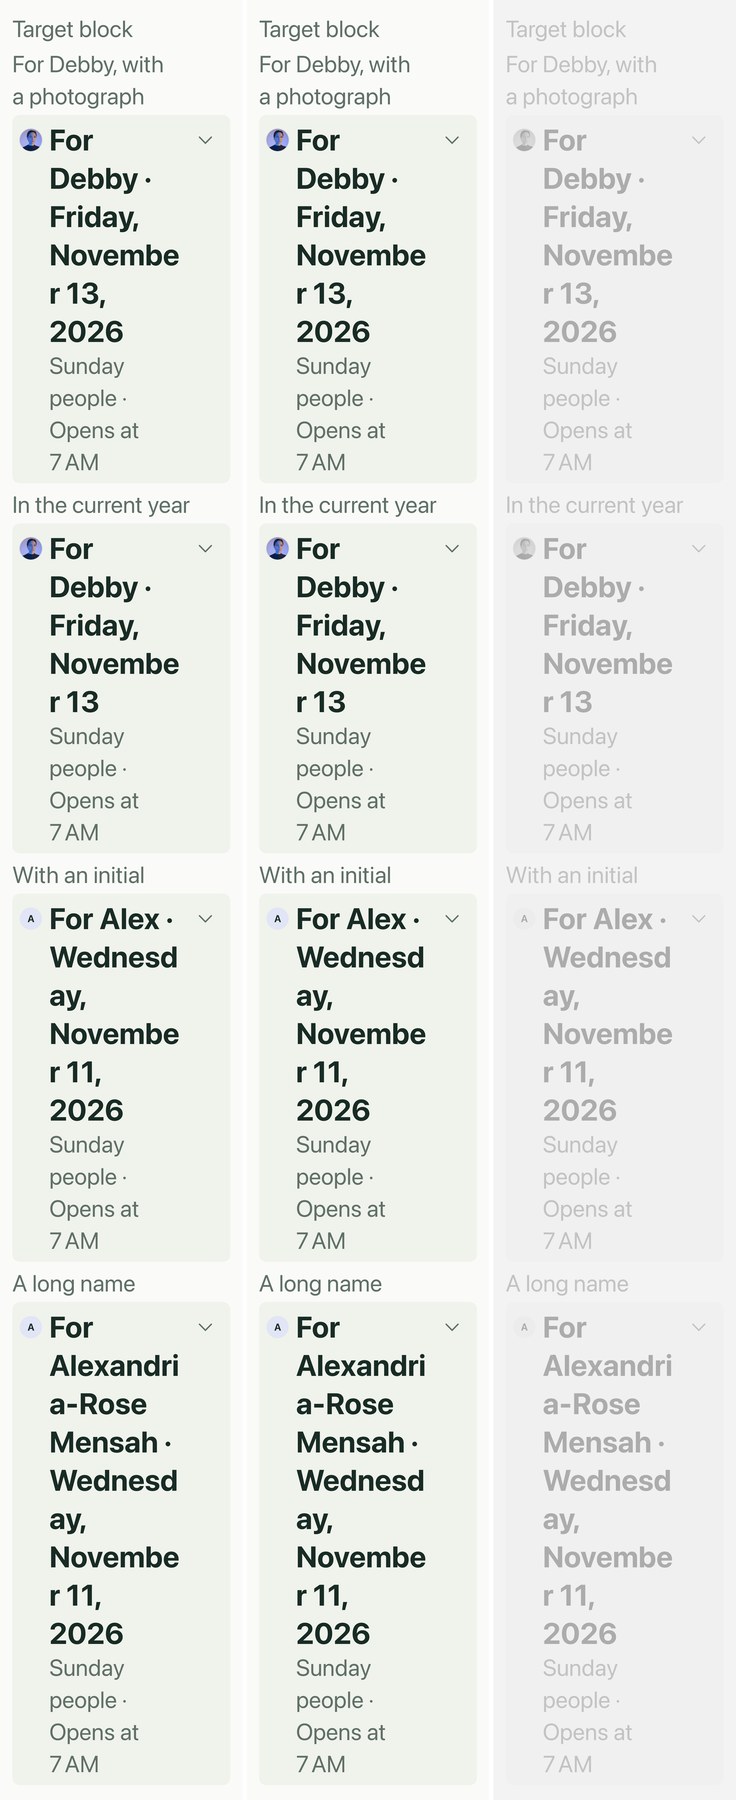 Target block
For Debby, with
a photograph
For
Debby ·
Friday,
Novembe
r 13,
2026
Sunday
people ·
Opens at
7 AM
In the current year
For
Debby ·
Friday,
Novembe
r 13
Sunday
people ·
Opens at
7 AM
With an initial
A
For Alex ·
Wednesd
ay,
Novembe
r 11,
2026
Sunday
people ·
Opens at
7 AM
A long name
A
For
Alexandri
a-Rose
Mensah ·
Wednesd
ay,
Novembe
r 11,
2026
Sunday
people ·
Opens at
7 AM
Target block
For Debby, with
a photograph
For
Debby ·
Friday,
Novembe
r 13,
2026
Sunday
people ·
Opens at
7 AM
In the current year
For
Debby ·
Friday,
Novembe
r 13
Sunday
people ·
Opens at
7 AM
With an initial
A
For Alex ·
Wednesd
ay,
Novembe
r 11,
2026
Sunday
people ·
Opens at
7 AM
A long name
A
For
Alexandri
a-Rose
Mensah ·
Wednesd
ay,
Novembe
r 11,
2026
Sunday
people ·
Opens at
7 AM
Target block
For Debby, with
a photograph
For
Debby ·
Friday,
Novembe
r 13,
2026
Sunday
people ·
Opens at
7 AM
In the current year
For
Debby ·
Friday,
Novembe
r 13
Sunday
people ·
Opens at
7 AM
With an initial
A
For Alex ·
Wednesd
ay,
Novembe
r 11,
2026
Sunday
people ·
Opens at
7 AM
A long name
A
For
Alexandri
a-Rose
Mensah ·
Wednesd
ay,
Novembe
r 11,
2026
Sunday
people ·
Opens at
7 AM